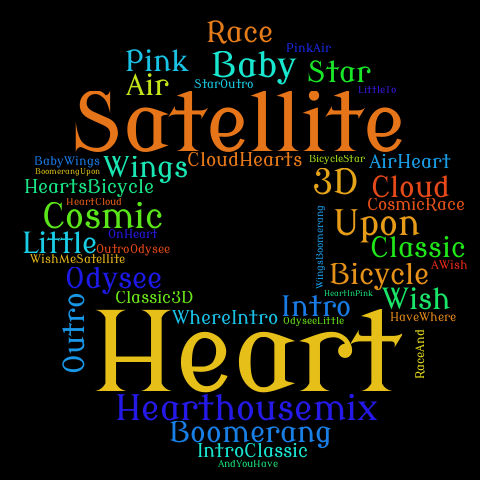 Race
PinkAir
Pink
Baby
Star
Air
StarOutro
LittleTo
Satellite
BabyWings
Wings
CloudHearts
BicycleStar
AirHeart
BoomerangUpon
HeartsBicycle
3D
Cloud
HeartCloud
CosmicRace
Cosmic
Upon
WingsBoomerang
Little
OnHeart
OutroOdysee
Classic
WishMeSatellite
AWish
Odysee
Bicycle
Classic3D
HeartInPink
Wish
Outro
WhereIntro
Intro
OdyseeLittle
HaveWhere
Heart
RaceAnd
Hearthousemix
Boomerang
IntroClassic
AndYouHave